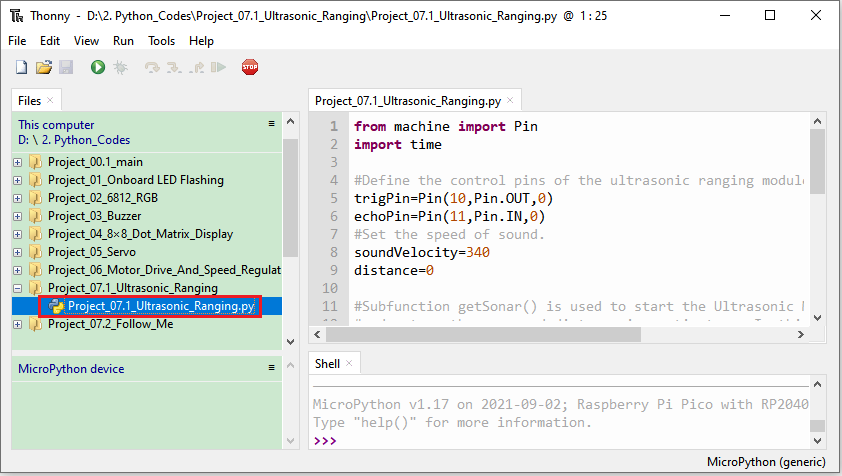 Thonny - D:\2. Python_Codes\Project_07.1_Ultrasonic_Ranging\Project_07.1_Ultrasonic_Ranging.py @ 1 : 25
File Edit View Run Tools Help
STOP
Files
This computer
D: \ 2. Python_Codes
Project_00.1_main
Project_01_Onboard LED Flashing
Project_02_6812_RGB
Project_03_Buzzer
Project_04_8×8_Dot_Matrix_Display
Project_05_Servo
Project_06_Motor_Drive_And_Speed_Regulat
Project_07.1_Ultrasonic_Ranging
Project_07.1_Ultrasonic_Ranging.py
Project_07.2_Follow_Me
MicroPython device
Project_07.1_Ultrasonic_Ranging.py
1 from machine import Pin
2 import time
3
4 #Define the control pins of the ultrasonic ranging module
5 trigPin=Pin(10,Pin.OUT,0)
6 echoPin=Pin(11,Pin.IN,0)
7 #Set the speed of sound.
8 soundVelocity=340
9 distance=0
10
11 #Subfunction getSonar() is used to start the Ultrasonic
Shell
MicroPython v1.17 on 2021-09-02; Raspberry Pi Pico with RP2040
Type "help()" for more information.
>>>
MicroPython (generic)